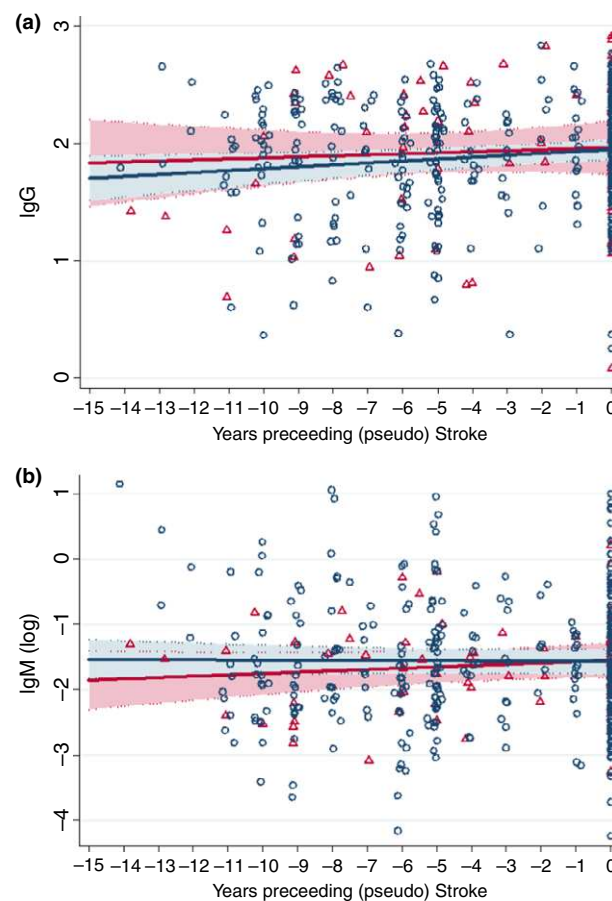 (a)
3
2
1
0
IgG
−15 −14 −13 −12 −11 −10 −9 −8 −7 −6 −5 −4 −3 −2 −1 0
Years preceeding (pseudo) Stroke
(b)
1
0
−1
−2
−3
−4
IgM (log)
−15 −14 −13 −12 −11 −10 −9 −8 −7 −6 −5 −4 −3 −2 −1 0
Years preceeding (pseudo) Stroke